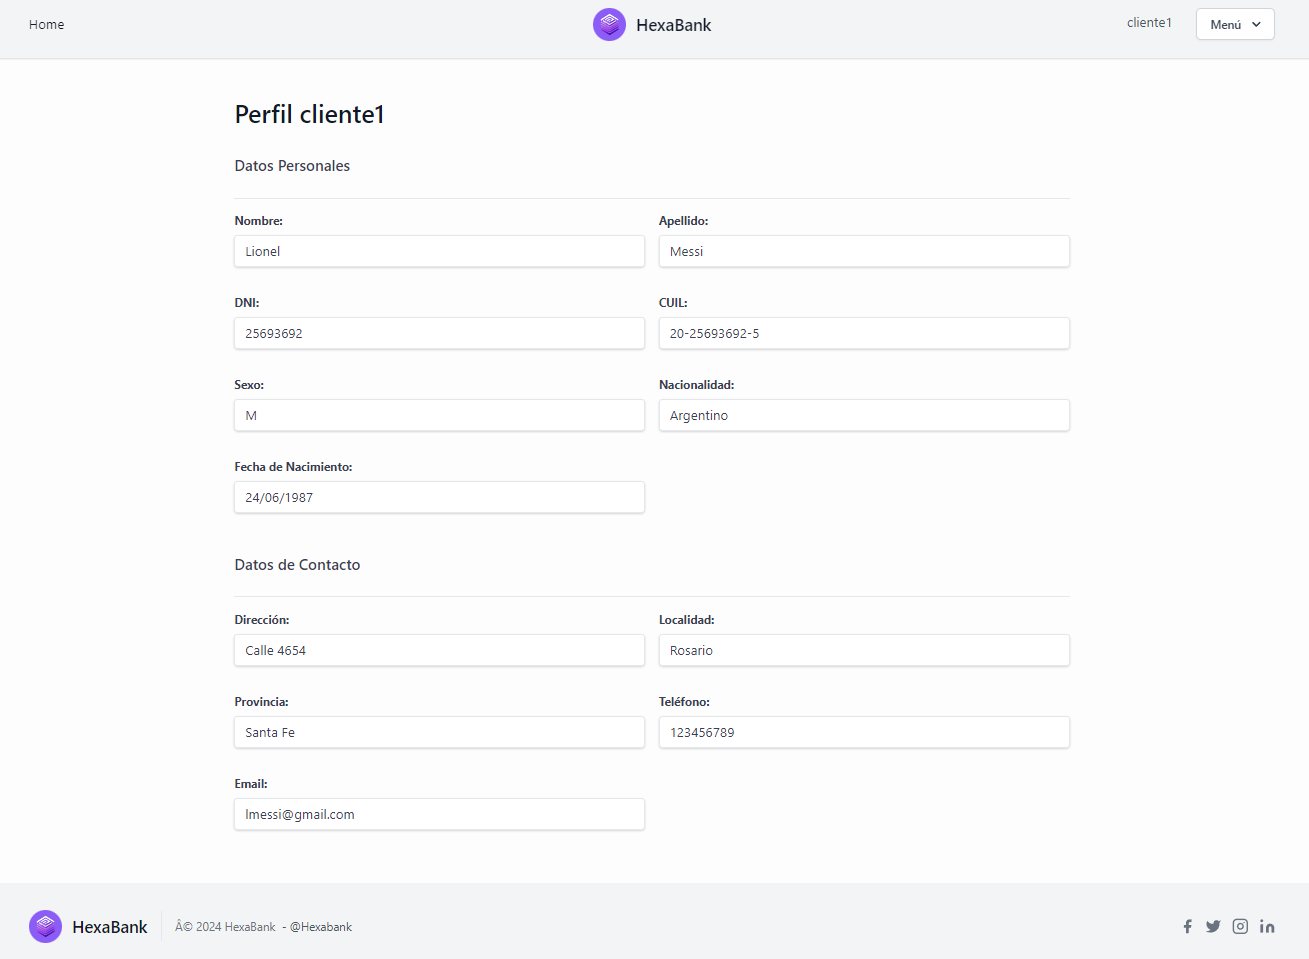 Home
HexaBank
cliente1
Menú
Perfil cliente1
Datos Personales
Nombre: Apellido:
Lionel Messi
DNI: CUIL:
25693692 20-25693692-5
Sexo: Nacionalidad:
M Argentino
Fecha de Nacimiento:
24/06/1987
Datos de Contacto
Dirección: Localidad:
Calle 4654 Rosario
Provincia: Teléfono:
Santa Fe 123456789
Email:
lmessi@gmail.com
HexaBank
Â© 2024 HexaBank - @Hexabank